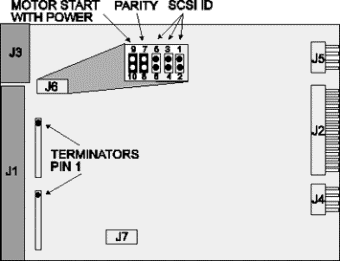 MOTOR START PARITY SCSI ID
WITH POWER
9 7 5 3 1
10 8 6 4 2
J3
J6
J5
J1
J2
J4
TERMINATORS
PIN 1
J7